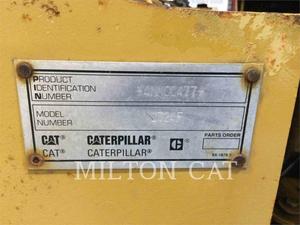 PRODUCT
IDENTIFICATION
NUMBER
MODEL
NUMBER
CAT® CATERPILLAR C®
CAT® CATERPILLAR®
PARTS ORDER
MILTON CAT